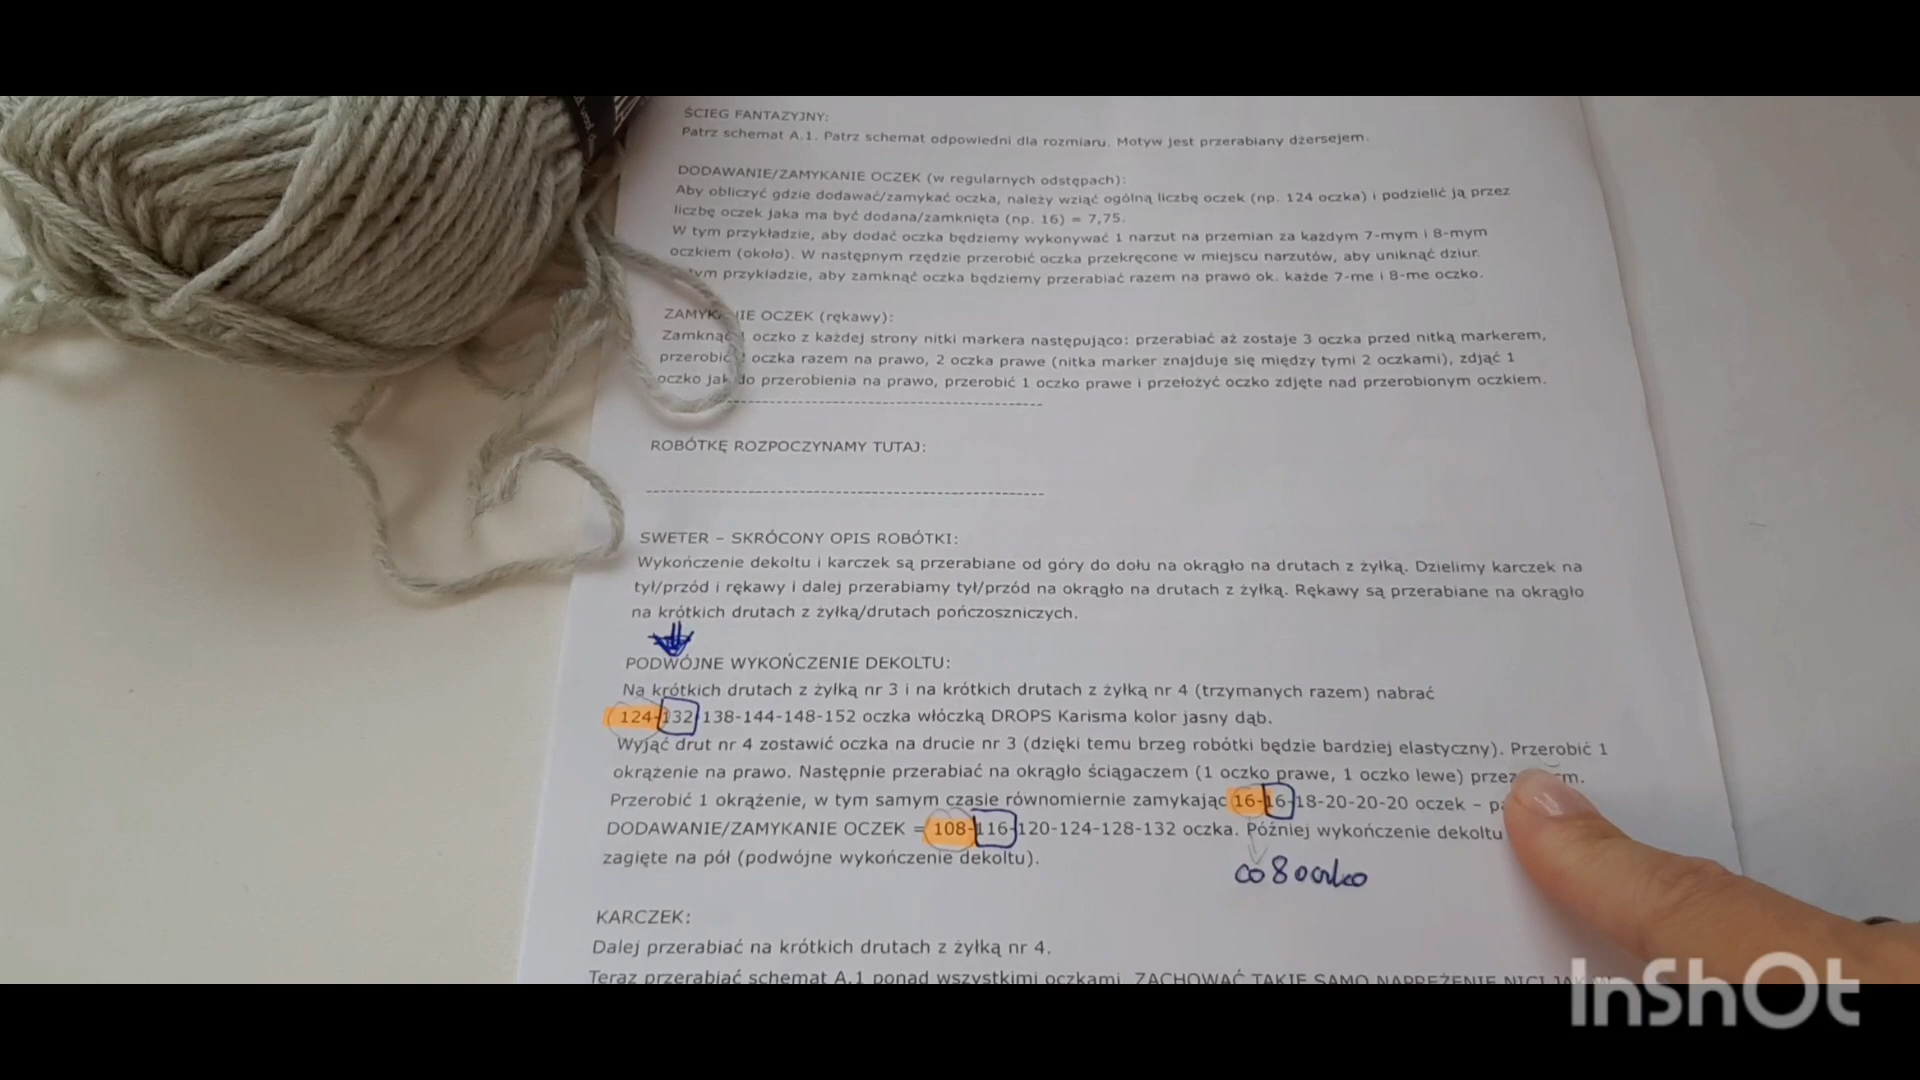 ŚCIEG FANTAZYJNY:
Patrz schemat A.1. Patrz schemat odpowiedni dla rozmiaru. Motyw jest przerabiany dżersejem.
DODAWANIE/ZAMYKANIE OCZEK (w regularnych odstępach):
Aby obliczyć gdzie dodawać/zamykać oczka, należy wziąć ogólną liczbę oczek (np. 124 oczka) i podzielić ją przez
liczbę oczek jaka ma być dodana/zamknięta (np. 16) = 7,75.
W tym przykładzie, aby dodać oczka będziemy wykonywać 1 narzut na przemian za każdym 7-mym i 8-mym
oczkiem (około). W następnym rzędzie przerobić oczka przekręcone w miejscu narzutów, aby uniknąć dziur.
tym przykładzie, aby zamknąć oczka będziemy przerabiać razem na prawo ok. każde 7-me i 8-me oczko.
OCZEK (rękawy):
Zamknąć 1 oczko z każdej strony nitki markera następująco: przerabiać aż zostaje 3 oczka przed nitką markerem,
przerobić oczka razem na prawo, 2 oczka prawe (nitka marker znajduje się między tymi 2 oczkami), zdjąć 1
oczko jak do przerobienia na prawo, przerobić 1 oczko prawe i przełożyć oczko zdjęte nad przerobionym oczkiem.
ROBÓTKĘ ROZPOCZYNAMY TUTAJ:
SWETER – SKRÓCONY OPIS ROBÓTKI:
Wykończenie dekoltu i karczek są przerabiane od góry do dołu na okrągło na drutach z żyłką. Dzielimy karczek na
tył/przód i rękawy i dalej przerabiamy tył/przód na okrągło na drutach z żyłką. Rękawy są przerabiane na okrągło
na krótkich drutach z żyłką/drutach pończoszniczych.
PODWÓJNE WYKOŃCZENIE DEKOLTU:
Na krótkich drutach z żyłką nr 3 i na krótkich drutach z żyłką nr 4 (trzymanych razem) nabrać
124-132-138-144-148-152 oczka włóczką DROPS Karisma kolor jasny dąb.
Wyjąć drut nr 4 zostawić oczka na drucie nr 3 (dzięki temu brzeg robótki będzie bardziej elastyczny). Przerobić 1
okrążenie na prawo. Następnie przerabiać na okrągło ściągaczem (1 oczko prawe, 1 oczko lewe) przez cm.
Przerobić 1 okrążenie, w tym samym czasie równomiernie zamykając 16-16-18-20-20-20 oczek –
DODAWANIE/ZAMYKANIE OCZEK = 108-116-120-124-128-132 oczka. Później wykończenie dekoltu
zagięte na pół (podwójne wykończenie dekoltu).
co 8 oczko
KARCZEK:
Dalej przerabiać na krótkich drutach z żyłką nr 4.
Teraz przerabiać schemat A.1 ponad wszystkimi oczkami. ZACHOWAĆ TAKIE SAMO NAPRĘŻENIE NICI
InShOt